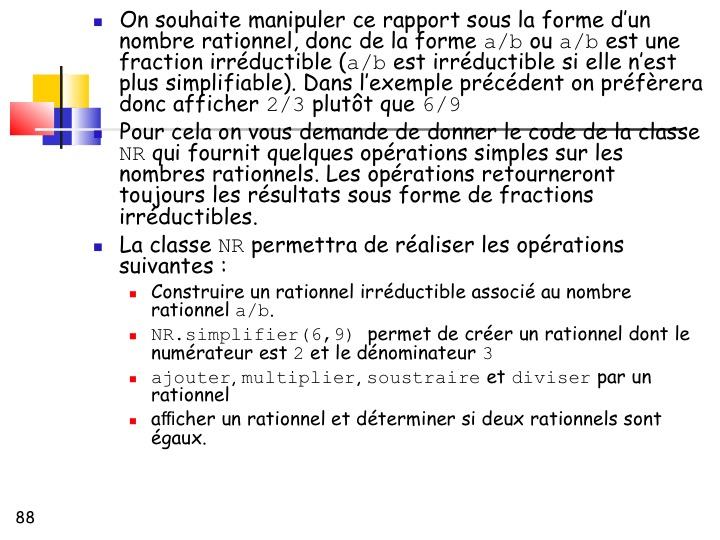 On souhaite manipuler ce rapport sous la forme d'un
nombre rationnel, donc de la forme a/b ou a/b est une
fraction irréductible (a/b est irréductible si elle n'est
plus simplifiable). Dans l'exemple précédent on préfèrera
donc afficher 2/3 plutôt que 6/9
Pour cela on vous demande de donner le code de la classe
NR qui fournit quelques opérations simples sur les
nombres rationnels. Les opérations retourneront
toujours les résultats sous forme de fractions
irréductibles.
La classe NR permettra de réaliser les opérations
suivantes :
Construire un rationnel irréductible associé au nombre
rationnel a/b.
NR.simplifier(6,9) permet de créer un rationnel dont le
numérateur est 2 et le dénominateur 3
ajouter, multiplier, soustraire et diviser par un
rationnel
afficher un rationnel et déterminer si deux rationnels sont
égaux.
88